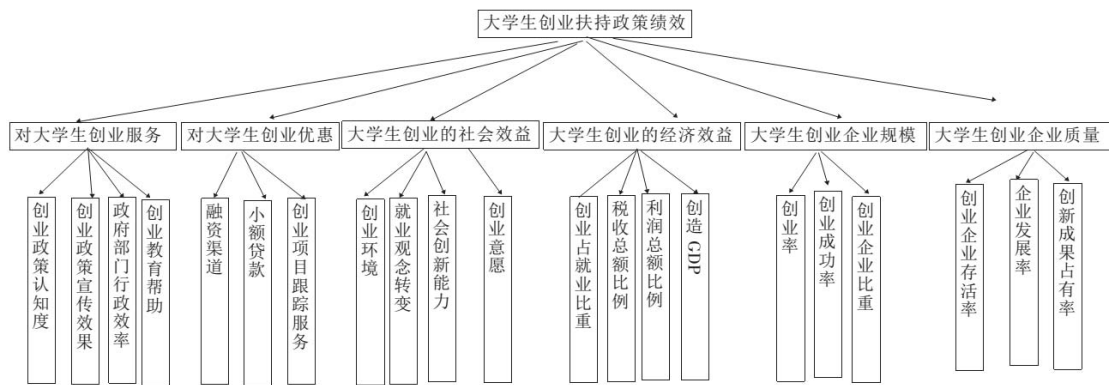 大学生创业扶持政策绩效
对大学生创业服务
对大学生创业优惠
大学生创业的社会效益
大学生创业的经济效益
大学生创业企业规模
大学生创业企业质量
创业政策认知度
创业政策宣传效果
政府部门行政效率
创业教育帮助
融资渠道
小额贷款
创业项目跟踪服务
创业环境
就业观念转变
社会创新能力
创业意愿
创业占就业比重
税收总额比例
利润总额比例
创造 GDP
创业率
创业成功率
创业企业比重
创业企业存活率
企业发展率
创新成果占有率